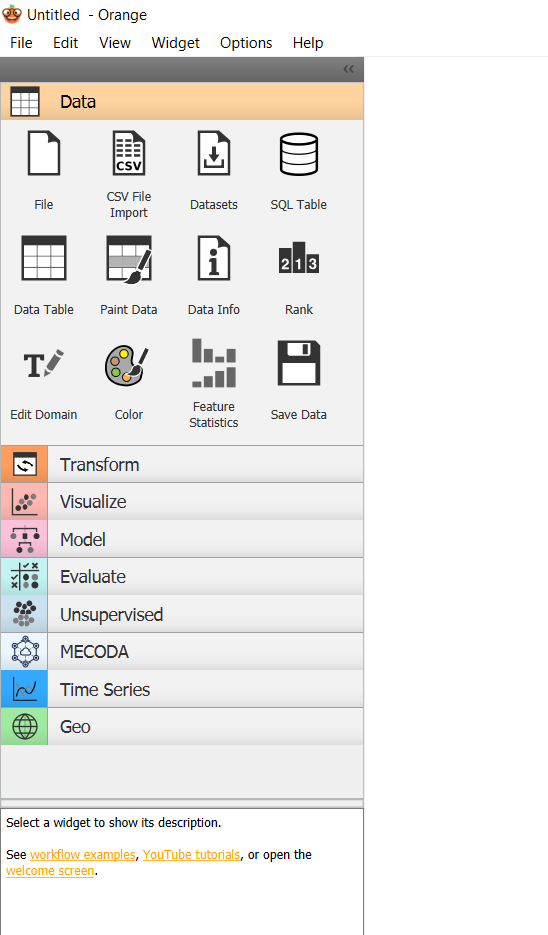 Untitled - Orange
File Edit View Widget Options Help
«
Data
File
CSV
CSV File
Import
Datasets
SQL Table
Data Table
Paint Data
Data Info
2 1 3
Rank
T
Edit Domain
Color
Feature
Statistics
Save Data
Transform
Visualize
Model
Evaluate
Unsupervised
MECODA
Time Series
Geo
Select a widget to show its description.
See workflow examples, YouTube tutorials, or open the
welcome screen.